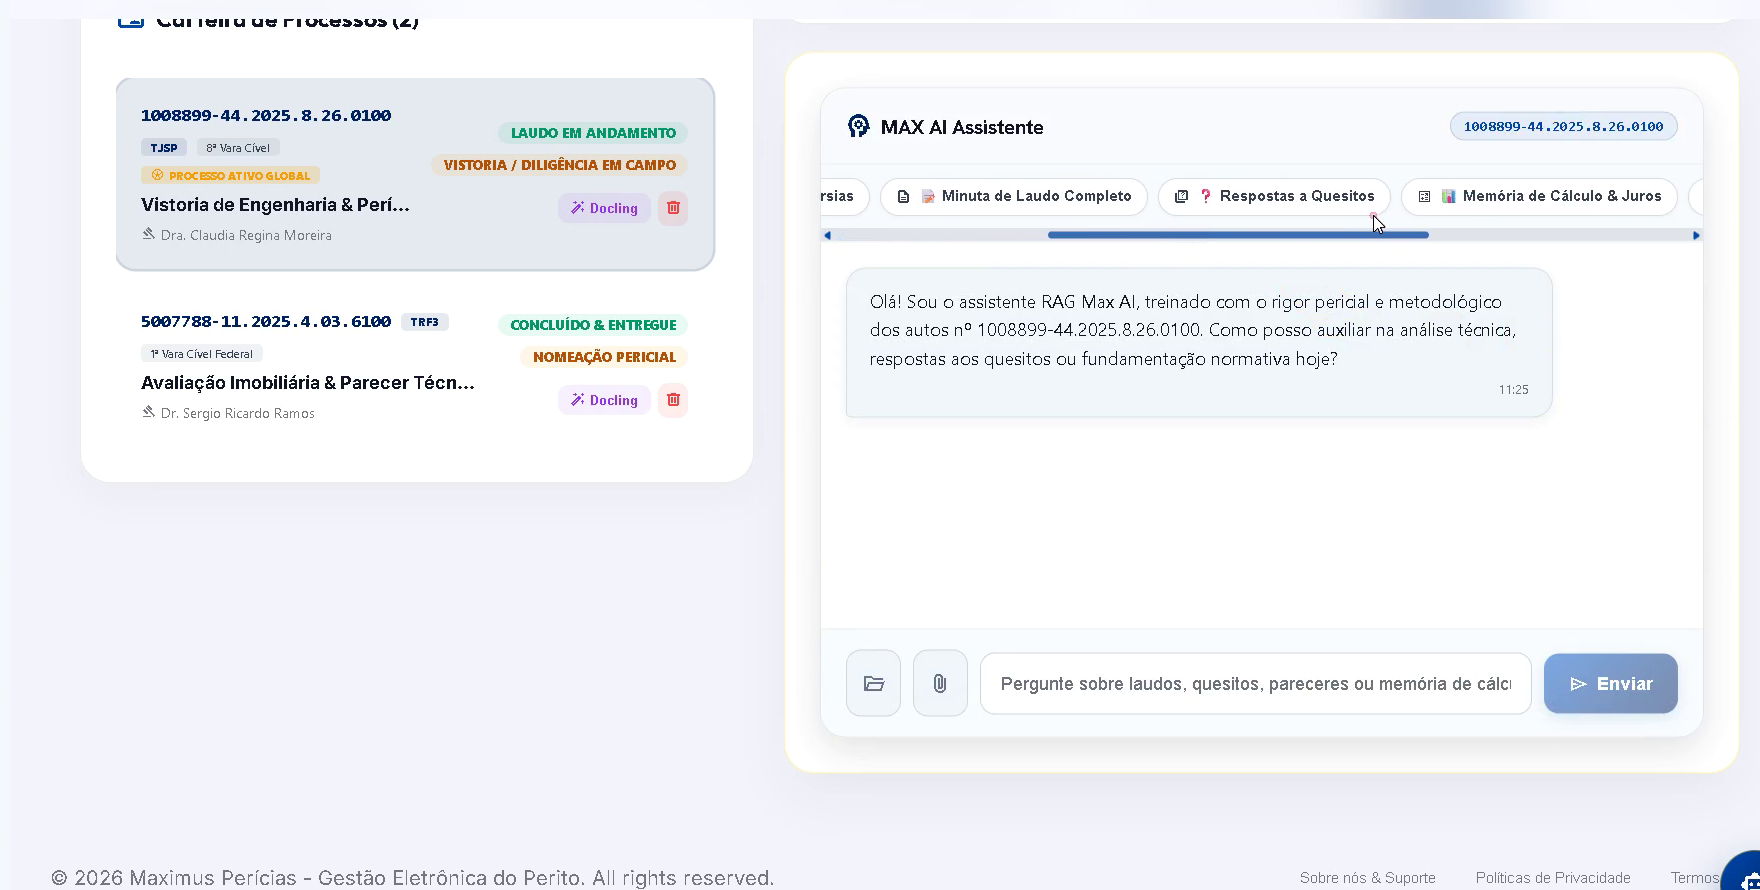 Carteira de Processos (2)
1008899-44.2025.8.26.0100
TJSP
8ª Vara Cível
PROCESSO ATIVO GLOBAL
Vistoria de Engenharia & Perí...
Dra. Claudia Regina Moreira
LAUDO EM ANDAMENTO
VISTORIA / DILIGÊNCIA EM CAMPO
Docling
5007788-11.2025.4.03.6100
TRF3
1ª Vara Cível Federal
Avaliação Imobiliária & Parecer Técn...
Dr. Sergio Ricardo Ramos
CONCLUÍDO & ENTREGUE
NOMEAÇÃO PERICIAL
Docling
MAX AI Assistente
1008899-44.2025.8.26.0100
rsias
📝 Minuta de Laudo Completo
❓ Respostas a Quesitos
📊 Memória de Cálculo & Juros
Olá! Sou o assistente RAG Max AI, treinado com o rigor pericial e metodológico
dos autos nº 1008899-44.2025.8.26.0100. Como posso auxiliar na análise técnica,
respostas aos quesitos ou fundamentação normativa hoje?
11:25
Pergunte sobre laudos, quesitos, pareceres ou memória de cálc
Enviar
© 2026 Maximus Perícias - Gestão Eletrônica do Perito. All rights reserved.
Sobre nós & Suporte
Políticas de Privacidade
Termos